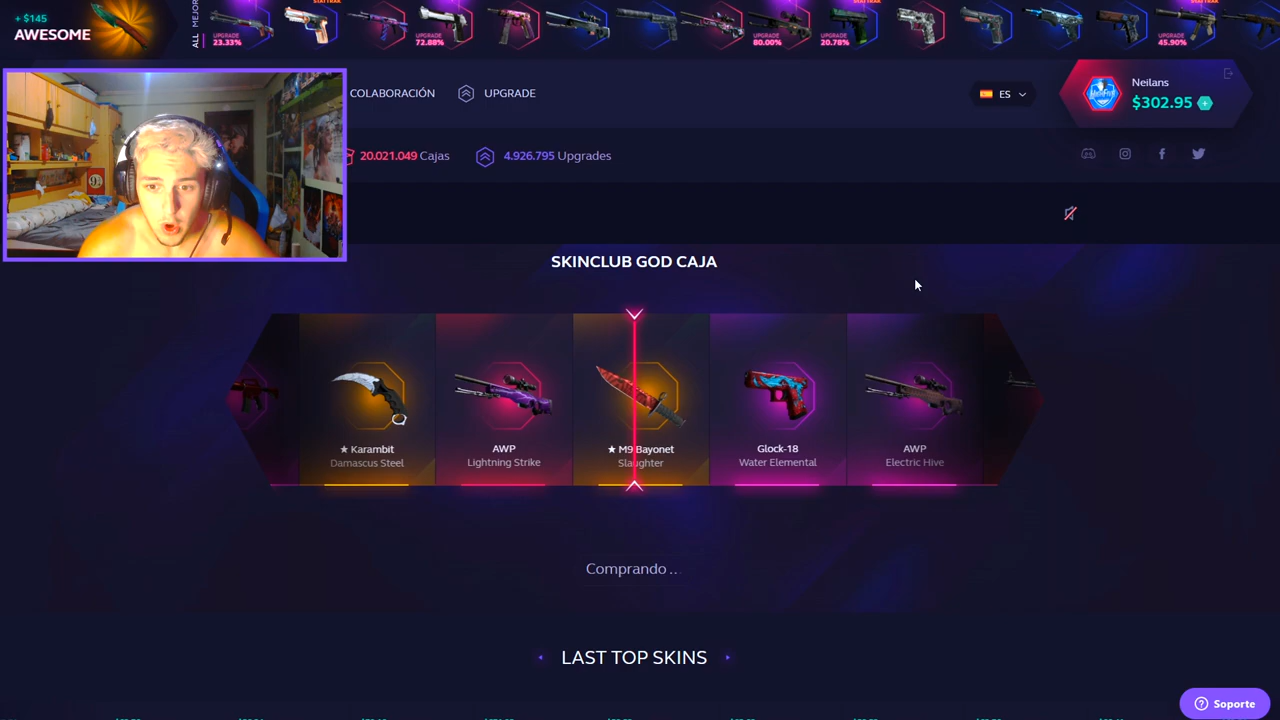 + $145
AWESOME
ALL
UPGRADE
23.33%
UPGRADE
72.88%
UPGRADE
80.00%
UPGRADE
20.78%
UPGRADE
45.90%
COLABORACIÓN
UPGRADE
ES
Neilans
$302.95
20.021.049 Cajas
4.926.795 Upgrades
SKINCLUB GOD CAJA
★ Karambit
Damascus Steel
AWP
Lightning Strike
★ M9 Bayonet
Slaughter
Glock-18
Water Elemental
AWP
Electric Hive
Comprando ..
LAST TOP SKINS
Soporte